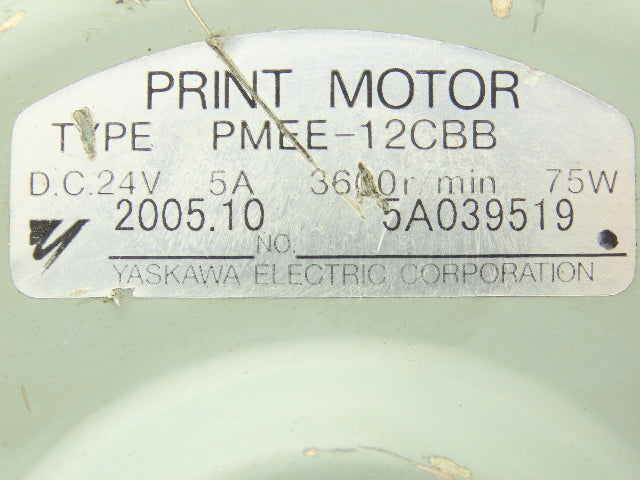 PRINT MOTOR
TYPE PMEE-12CBB
D.C.24V 5A 3600r/min 75W
2005.10 NO. 5A039519
YASKAWA ELECTRIC CORPORATION